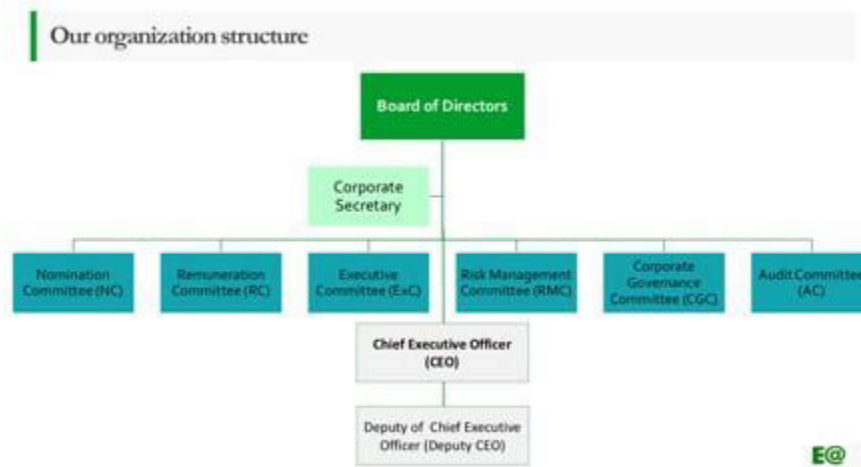 Our organization structure
Board of Directors
Corporate
Secretary
Nomination
Committee (NC)
Remuneration
Committee (RC)
Executive
Committee (ExC)
Risk Management
Committee (RMC)
Corporate
Governance
Committee (CGC)
Audit Committee
(AC)
Chief Executive Officer
(CEO)
Deputy of Chief Executive
Officer (Deputy CEO)
E@